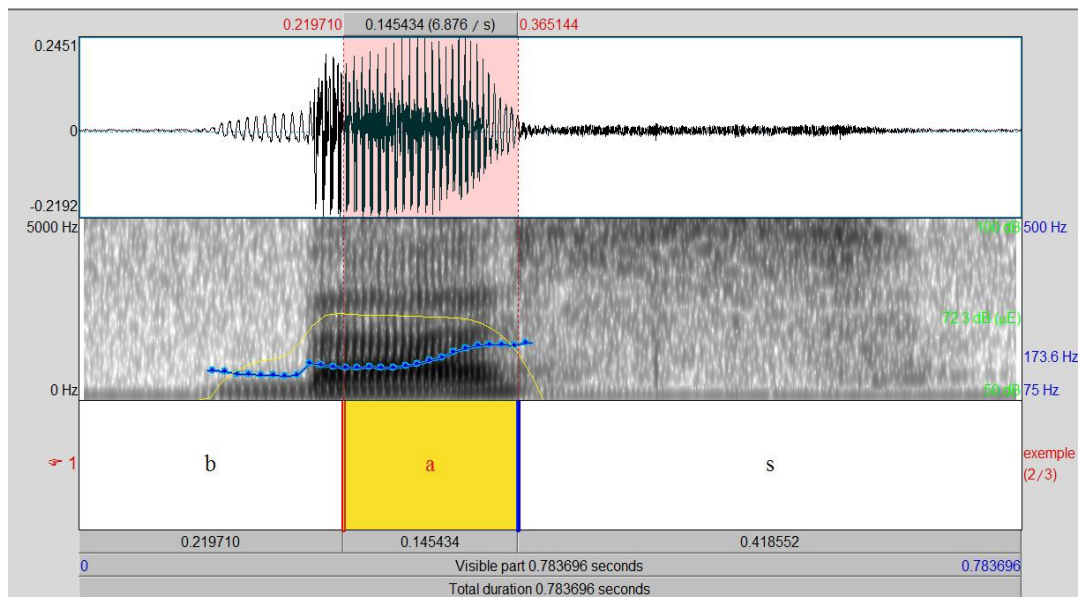 0.219710 0.145434 (6.876 / s) 0.365144
0.2451
0
-0.2192
5000 Hz 100 dB 500 Hz
72.3 dB (µE)
173.6 Hz
0 Hz 50 dB 75 Hz
☞ 1 b a s exemple
(2/3)
0.219710 0.145434 0.418552
0 Visible part 0.783696 seconds 0.783696
Total duration 0.783696 seconds